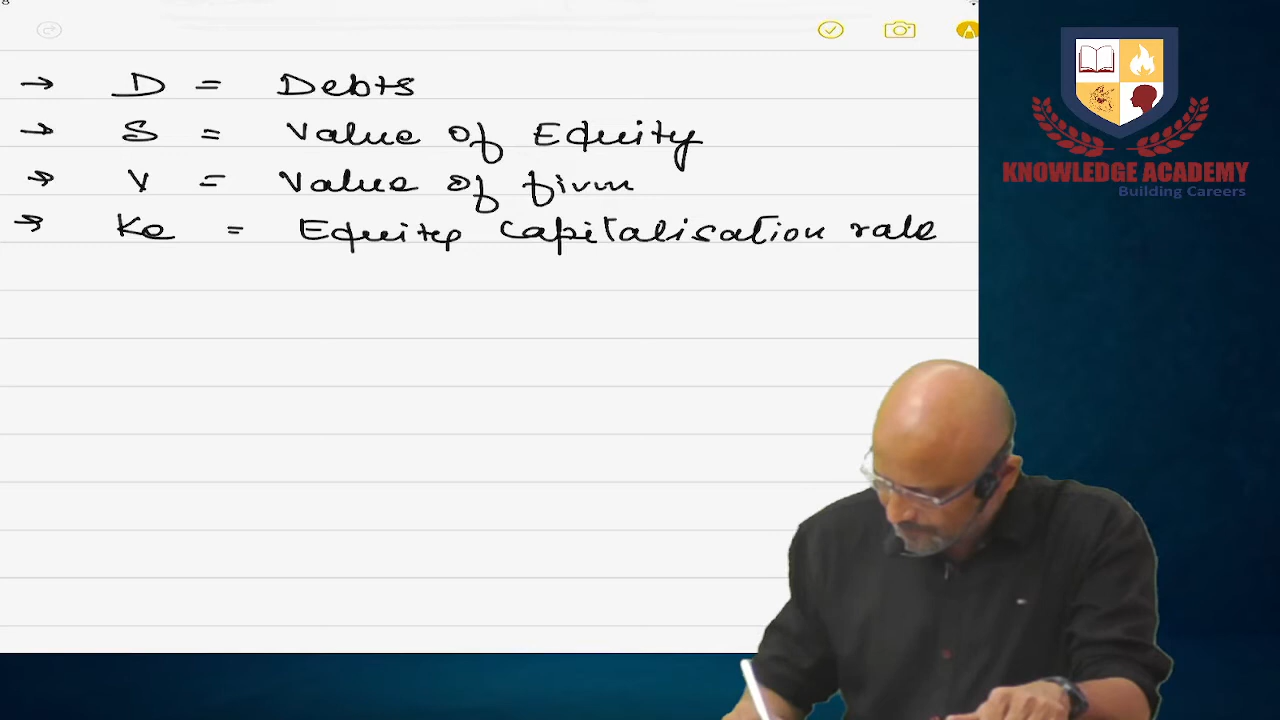 → D = Debts
→ S = Value of Equity
→ V = Value of firm
→ Ke = Equity capitalisation rate
KNOWLEDGE ACADEMY
Building Careers